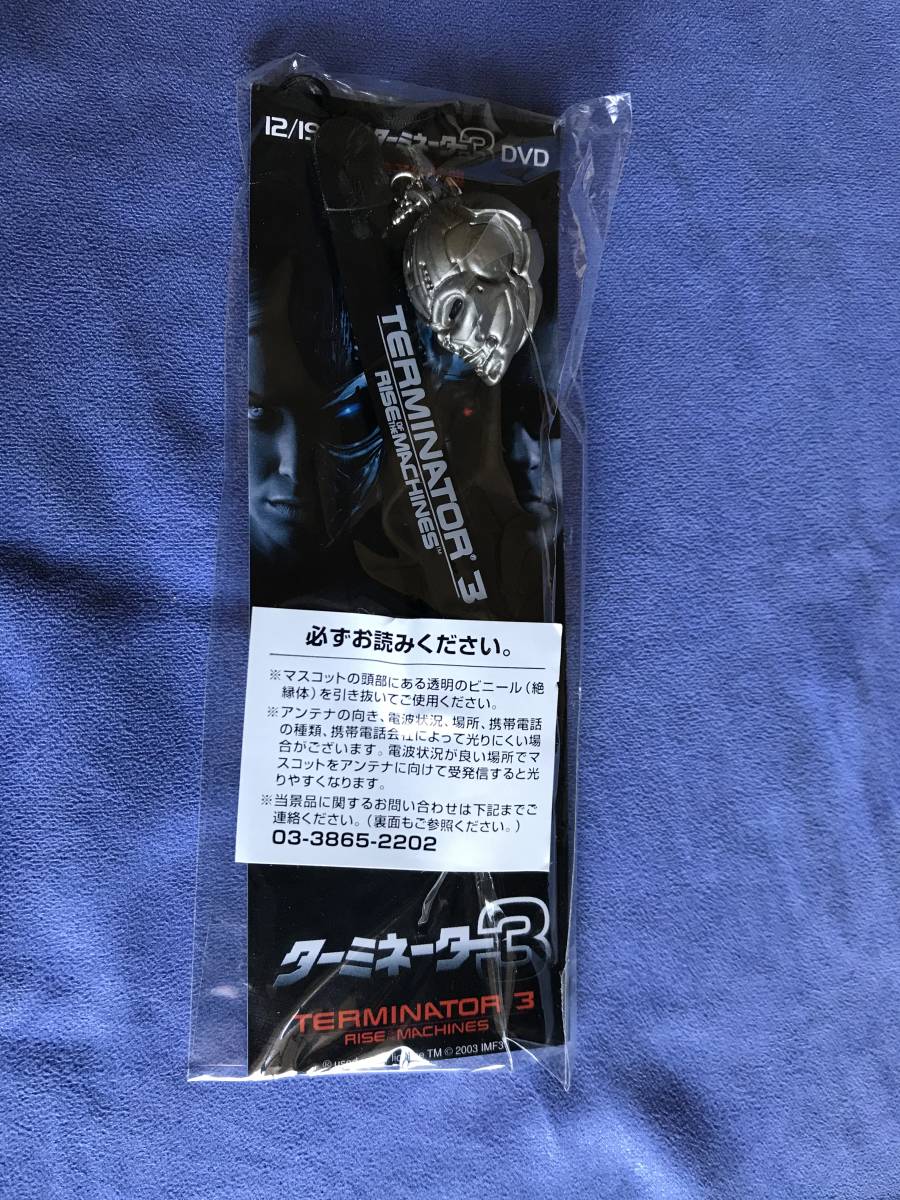 12/19
ターミネーター3
DVD
TERMINATOR® 3
RISE OF THE MACHINES™
必ずお読みください。
※マスコットの頭部にある透明のビニール(絶
縁体)を引き抜いてご使用ください。
※アンテナの向き、電波状況、場所、携帯電話
の種類、携帯電話会社によって光りにくい場
合がございます。電波状況が良い場所でマ
スコットをアンテナに向けて受発信すると光
りやすくなります。
※当景品に関するお問い合わせは下記までご
連絡ください。(裏面もご参照ください。)
03-3865-2202
ターミネーター3
TERMINATOR 3
RISE OF THE MACHINES
TM © 2003 IMF3